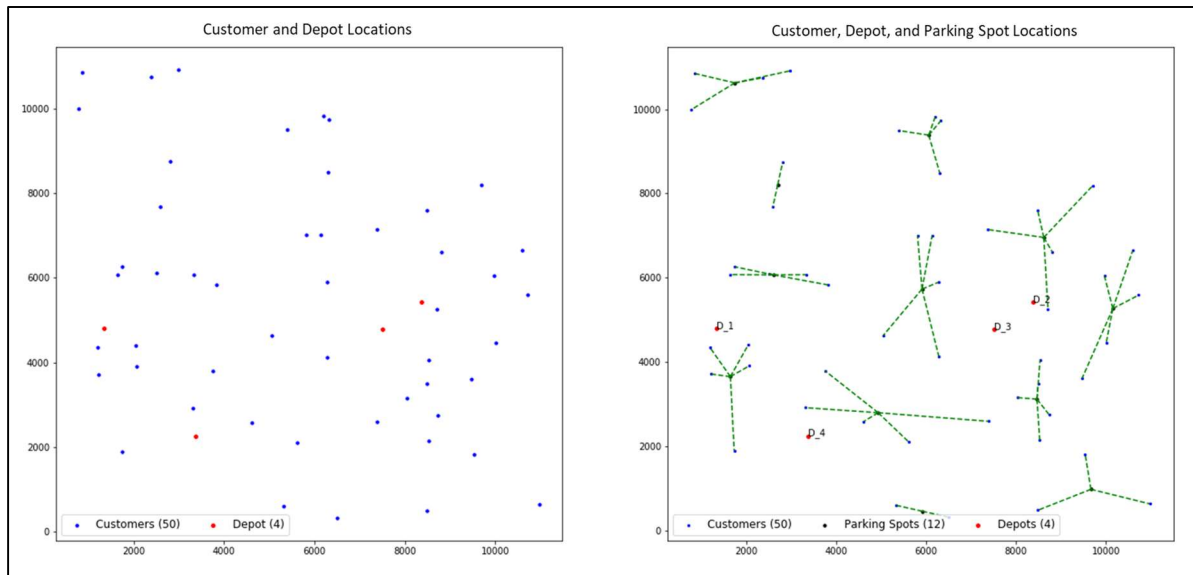 Customer and Depot Locations
10000
8000
6000
4000
2000
0
Customers (50)
Depot (4)
2000
4000
6000
8000
10000
Customer, Depot, and Parking Spot Locations
10000
8000
6000
4000
2000
0
D_1
D_2
D_3
D_4
Customers (50)
Parking Spots (12)
Depots (4)
2000
4000
6000
8000
10000